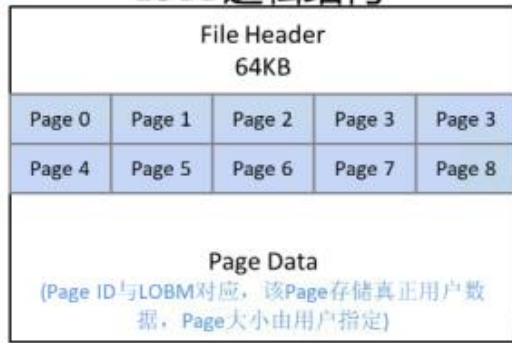 File Header
64KB
Page 0 Page 1 Page 2 Page 3 Page 3
Page 4 Page 5 Page 6 Page 7 Page 8
Page Data
(Page ID与LOBM对应，该Page存储真正用户数
据，Page大小由用户指定)